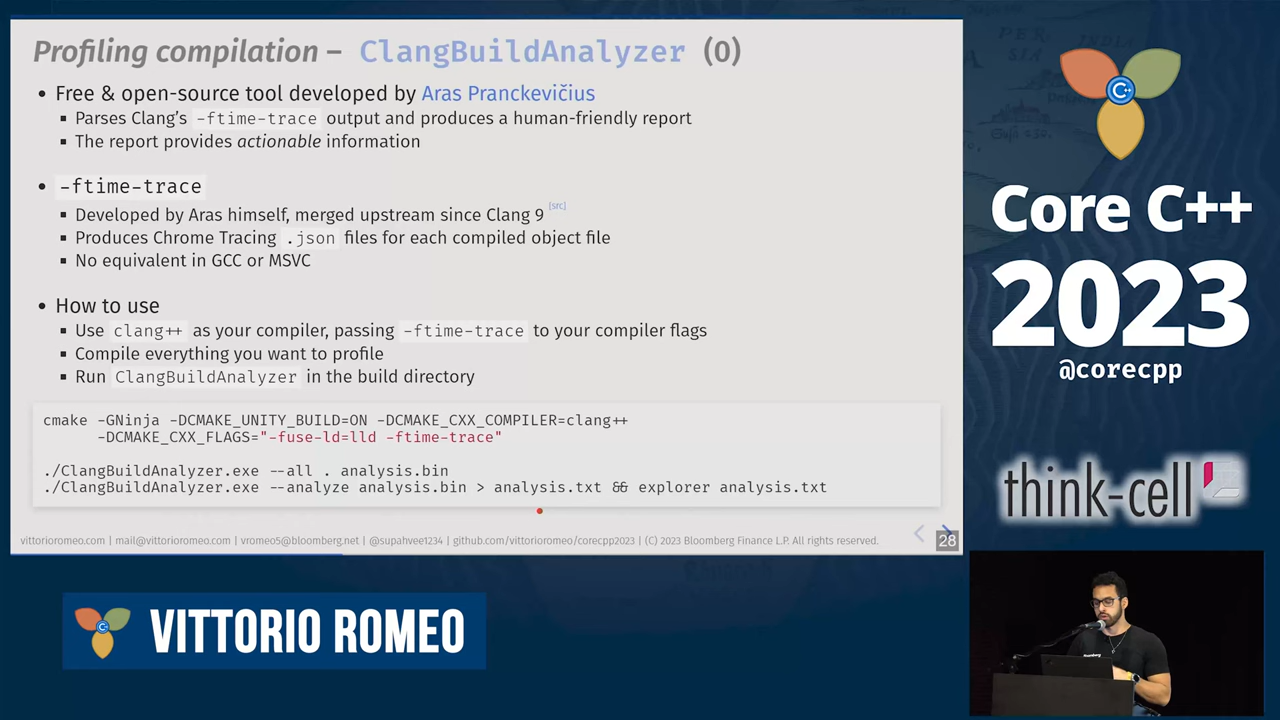 Profiling compilation – ClangBuildAnalyzer (0)
• Free & open-source tool developed by Aras Pranckevičius
▪ Parses Clang's -ftime-trace output and produces a human-friendly report
▪ The report provides actionable information
• -ftime-trace
▪ Developed by Aras himself, merged upstream since Clang 9 [src]
▪ Produces Chrome Tracing .json files for each compiled object file
▪ No equivalent in GCC or MSVC
• How to use
▪ Use clang++ as your compiler, passing -ftime-trace to your compiler flags
▪ Compile everything you want to profile
▪ Run ClangBuildAnalyzer in the build directory
cmake -GNinja -DCMAKE_UNITY_BUILD=ON -DCMAKE_CXX_COMPILER=clang++
-DCMAKE_CXX_FLAGS="-fuse-ld=lld -ftime-trace"
./ClangBuildAnalyzer.exe --all . analysis.bin
./ClangBuildAnalyzer.exe --analyze analysis.bin > analysis.txt && explorer analysis.txt
vittorioromeo.com | mail@vittorioromeo.com | vromeo5@bloomberg.net | @supahvee1234 | github.com/vittorioromeo/corecpp2023 | (C) 2023 Bloomberg Finance L.P. All rights reserved.
28
C++
Core C++
2023
@corecpp
think-cell
C++
VITTORIO ROMEO